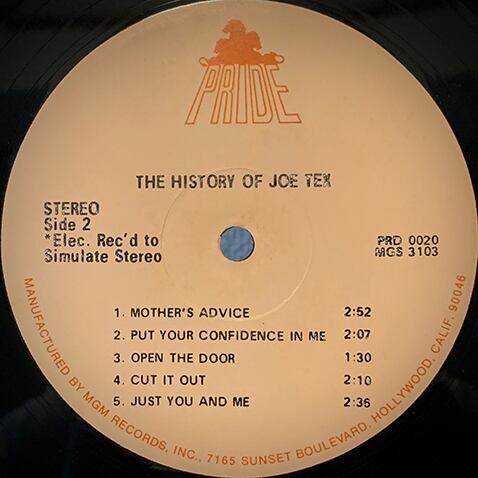 PRIDE
THE HISTORY OF JOE TEX
STEREO
Side 2
*Elec. Rec'd to
Simulate Stereo
PRD 0020
MGS 3103
1. MOTHER'S ADVICE 2:52
2. PUT YOUR CONFIDENCE IN ME 2:07
3. OPEN THE DOOR 1:30
4. CUT IT OUT 2:10
5. JUST YOU AND ME 2:36
MANUFACTURED BY MGM RECORDS, INC., 7165 SUNSET BOULEVARD, HOLLYWOOD, CALIF. 90046